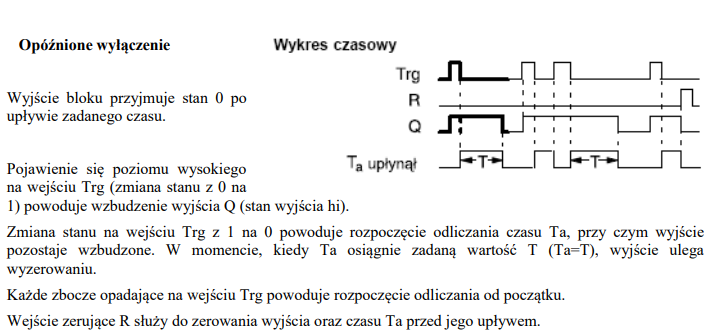 Opóźnione wyłączenie
Wykres czasowy
Trg
R
Q
Ta upłynął
T
T
Wyjście bloku przyjmuje stan 0 po
upływie zadanego czasu.
Pojawienie się poziomu wysokiego
na wejściu Trg (zmiana stanu z 0 na
1) powoduje wzbudzenie wyjścia Q (stan wyjścia hi).
Zmiana stanu na wejściu Trg z 1 na 0 powoduje rozpoczęcie odliczania czasu Ta, przy czym wyjście
pozostaje wzbudzone. W momencie, kiedy Ta osiągnie zadaną wartość T (Ta=T), wyjście ulega
wyzerowaniu.
Każde zbocze opadające na wejściu Trg powoduje rozpoczęcie odliczania od początku.
Wejście zerujące R służy do zerowania wyjścia oraz czasu Ta przed jego upływem.